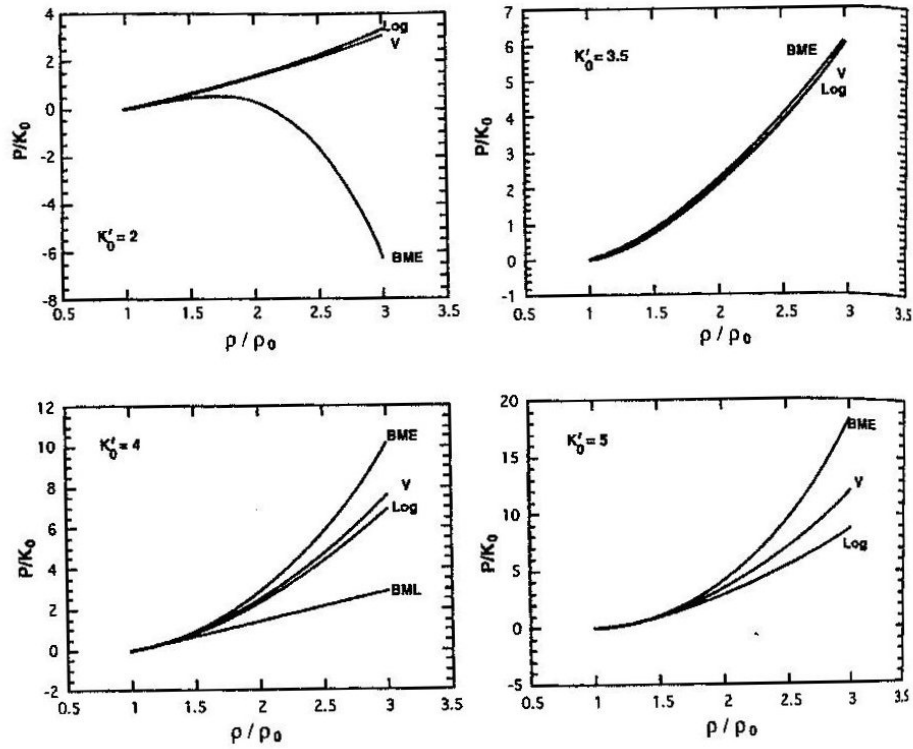 4
2
0
-2
-4
-6
-8
P/K₀
K₀′ = 2
Log
V
BME
0.5 1 1.5 2 2.5 3 3.5
ρ / ρ₀
7
6
5
4
3
2
1
0
-1
P/K₀
K₀′ = 3.5
BME
V
Log
0.5 1 1.5 2 2.5 3 3.5
ρ / ρ₀
12
10
8
6
4
2
0
-2
P/K₀
K₀′ = 4
BME
V
Log
BML
0.5 1 1.5 2 2.5 3 3.5
ρ / ρ₀
20
15
10
5
0
-5
P/K₀
K₀′ = 5
BME
V
Log
0.5 1 1.5 2 2.5 3 3.5
ρ / ρ₀